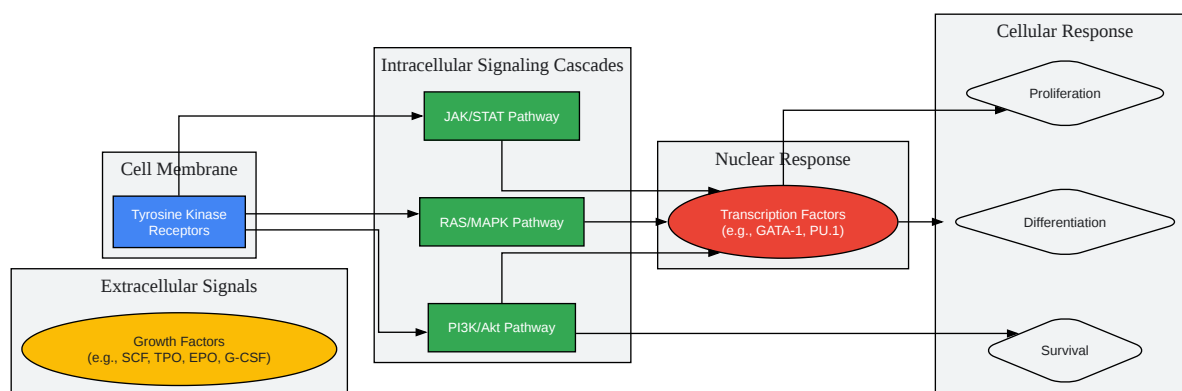 Cellular Response
Proliferation
Intracellular Signaling Cascades
JAK/STAT Pathway
Cell Membrane
Tyrosine Kinase
Receptors
RAS/MAPK Pathway
Nuclear Response
Transcription Factors
(e.g., GATA-1, PU.1)
Differentiation
Extracellular Signals
Growth Factors
(e.g., SCF, TPO, EPO, G-CSF)
PI3K/Akt Pathway
Survival